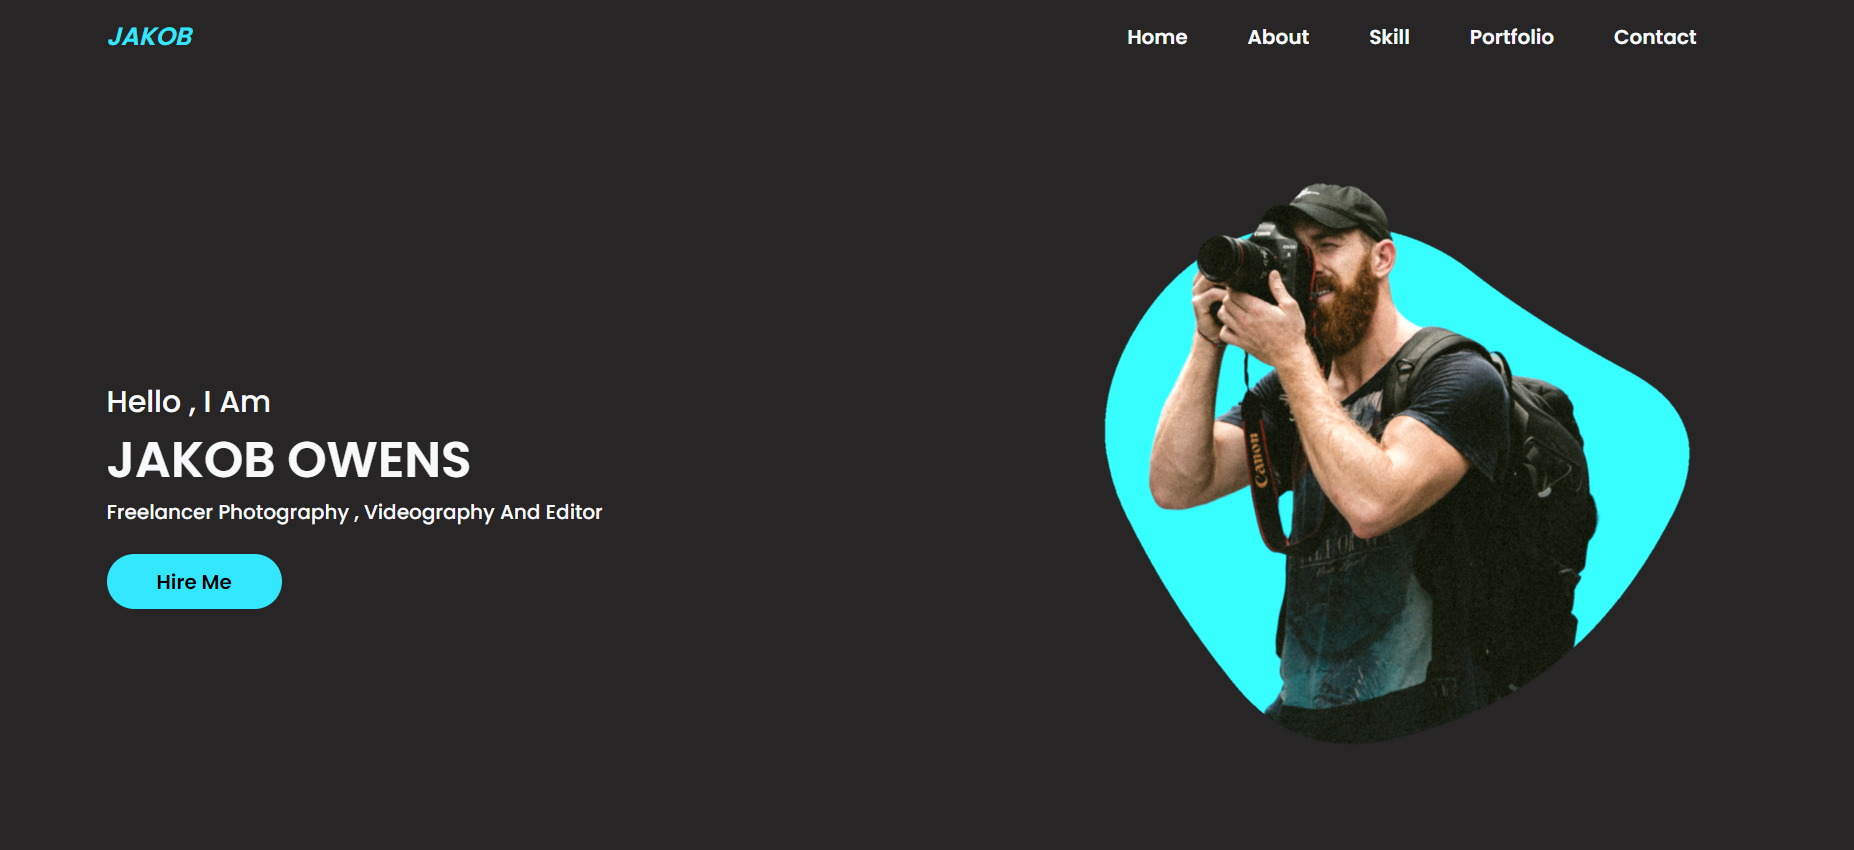 JAKOB
Home About Skill Portfolio Contact
Hello , I Am
JAKOB OWENS
Freelancer Photography , Videography And Editor
Hire Me
Canon